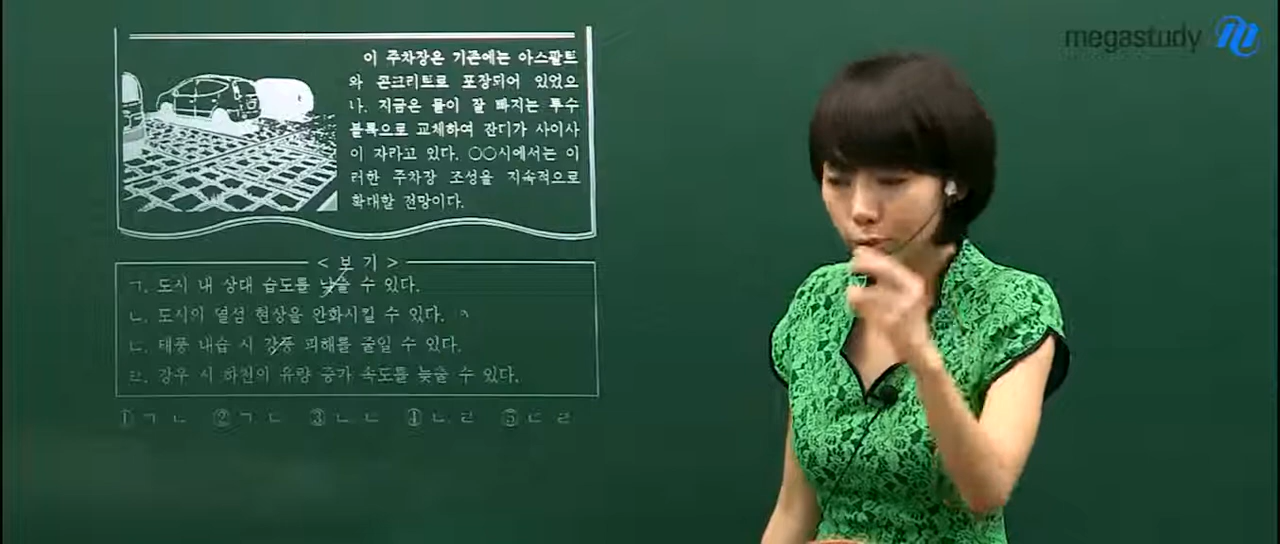 megastudy
이 주차장은 기존에는 아스팔트
와 콘크리트로 포장되어 있었으
나, 지금은 물이 잘 빠지는 투수
블록으로 교체하여 잔디가 사이사
이 자라고 있다. ○○시에서는 이
러한 주차장 조성을 지속적으로
확대할 전망이다.
< 보 기 >
ㄱ. 도시 내 상대 습도를 낮출 수 있다.
ㄴ. 도시의 열섬 현상을 완화시킬 수 있다.
ㄷ. 태풍 내습 시 강풍 피해를 줄일 수 있다.
ㄹ. 강우 시 하천의 유량 증가 속도를 늦출 수 있다.
① ㄱ ㄴ ② ㄱ ㄷ ③ ㄴ ㄷ ④ ㄴ ㄹ ⑤ ㄷ ㄹ